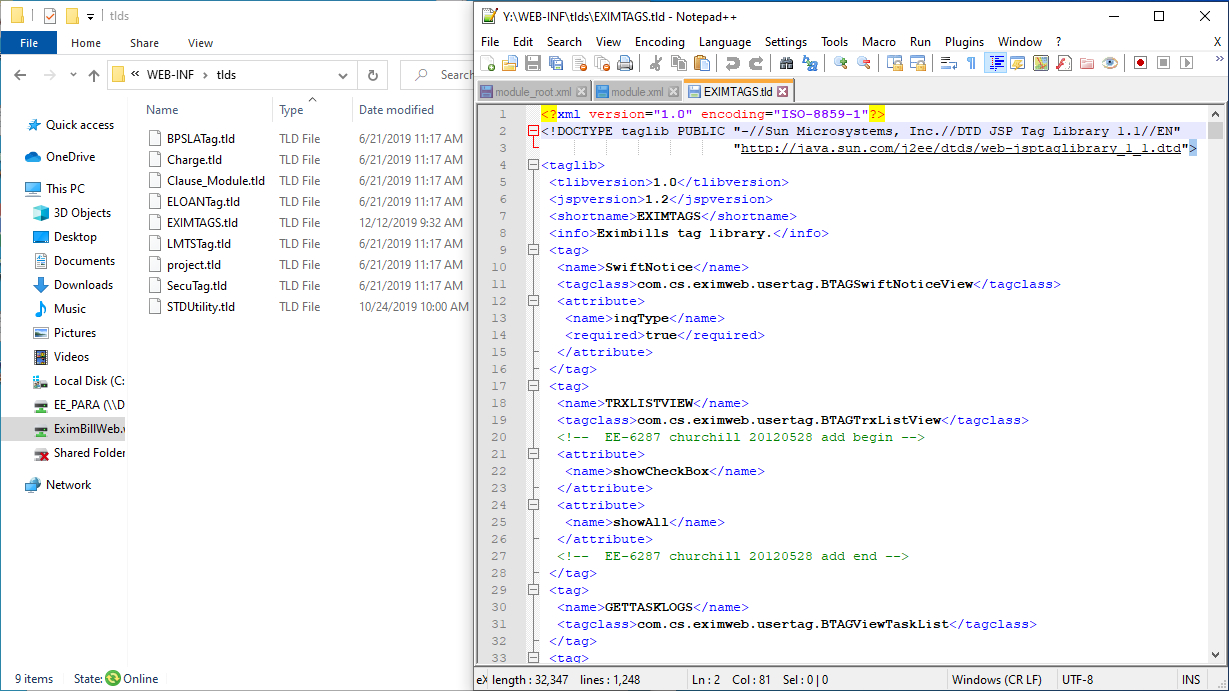 tlds
File Home Share View
« WEB-INF › tlds
Search
Name Type Date modified
Quick access
OneDrive
This PC
3D Objects
Desktop
Documents
Downloads
Music
Pictures
Videos
Local Disk (C:
EE_PARA (\\D
EximBillWeb.v
Shared Folder
Network
BPSLATag.tld TLD File 6/21/2019 11:17 AM
Charge.tld TLD File 6/21/2019 11:17 AM
Clause_Module.tld TLD File 6/21/2019 11:17 AM
ELOANTag.tld TLD File 6/21/2019 11:17 AM
EXIMTAGS.tld TLD File 12/12/2019 9:32 AM
LMTSTag.tld TLD File 6/21/2019 11:17 AM
project.tld TLD File 6/21/2019 11:17 AM
SecuTag.tld TLD File 6/21/2019 11:17 AM
STDUtility.tld TLD File 10/24/2019 10:00 AM
9 items State: Online
Y:\WEB-INF\tlds\EXIMTAGS.tld - Notepad++
File Edit Search View Encoding Language Settings Tools Macro Run Plugins Window ? X
module_root.xml module.xml EXIMTAGS.tld
1 <?xml version="1.0" encoding="ISO-8859-1"?>
2 <!DOCTYPE taglib PUBLIC "-//Sun Microsystems, Inc.//DTD JSP Tag Library 1.1//EN"
3 "http://java.sun.com/j2ee/dtds/web-jsptaglibrary_1_1.dtd">
4 <taglib>
5 <tlibversion>1.0</tlibversion>
6 <jspversion>1.2</jspversion>
7 <shortname>EXIMTAGS</shortname>
8 <info>Eximbills tag library.</info>
9 <tag>
10 <name>SwiftNotice</name>
11 <tagclass>com.cs.eximweb.usertag.BTAGSwiftNoticeView</tagclass>
12 <attribute>
13 <name>inqType</name>
14 <required>true</required>
15 </attribute>
16 </tag>
17 <tag>
18 <name>TRXLISTVIEW</name>
19 <tagclass>com.cs.eximweb.usertag.BTAGTrxListView</tagclass>
20 <!-- EE-6287 churchill 20120528 add begin -->
21 <attribute>
22 <name>showCheckBox</name>
23 </attribute>
24 <attribute>
25 <name>showAll</name>
26 </attribute>
27 <!-- EE-6287 churchill 20120528 add end -->
28 </tag>
29 <tag>
30 <name>GETTASKLOGS</name>
31 <tagclass>com.cs.eximweb.usertag.BTAGViewTaskList</tagclass>
32 </tag>
33 <tag>
eX length : 32,347 lines : 1,248 Ln : 2 Col : 81 Sel : 0 | 0 Windows (CR LF) UTF-8 INS